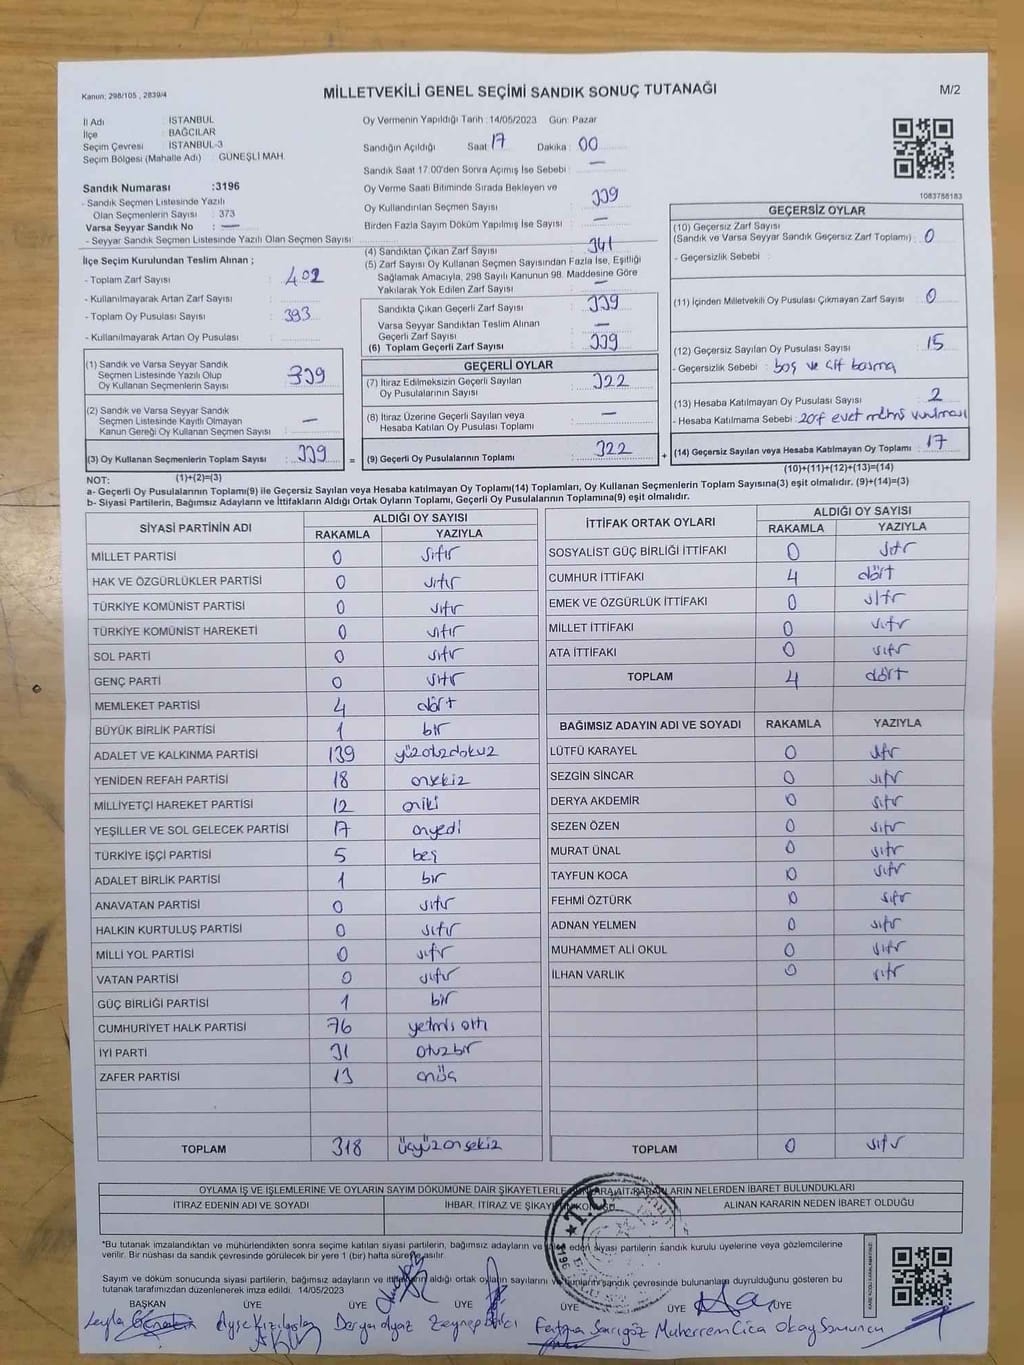 Kanun: 298/105 , 2839/4
MİLLETVEKİLİ GENEL SEÇİMİ SANDIK SONUÇ TUTANAĞI
M/2
İl Adı : İSTANBUL
İlçe : BAĞCILAR
Seçim Çevresi : İSTANBUL-3
Seçim Bölgesi (Mahalle Adı) : GÜNEŞLİ MAH.
Sandık Numarası :3196
- Sandık Seçmen Listesinde Yazılı
Olan Seçmenlerin Sayısı : 373
Varsa Seyyar Sandık No : —
- Seyyar Sandık Seçmen Listesinde Yazılı Olan Seçmen Sayısı
İlçe Seçim Kurulundan Teslim Alınan ;
- Toplam Zarf Sayısı : 402
- Kullanılmayarak Artan Zarf Sayısı :
- Toplam Oy Pusulası Sayısı : 393
- Kullanılmayarak Artan Oy Pusulası :
(1) Sandık ve Varsa Seyyar Sandık
Seçmen Listesinde Yazılı Olup
Oy Kullanan Seçmenlerin Sayısı : 339
(2) Sandık ve Varsa Seyyar Sandık
Seçmen Listesinde Kayıtlı Olmayan
Kanun Gereği Oy Kullanan Seçmen Sayısı : —
(3) Oy Kullanan Seçmenlerin Toplam Sayısı : 339
(1)+(2)=(3)
Oy Vermenin Yapıldığı Tarih :14/05/2023 Gün: Pazar
Sandığın Açıldığı Saat : 17 Dakika : 00
Sandık Saat 17:00'den Sonra Açımış İse Sebebi : —
Oy Verme Saati Bitiminde Sırada Bekleyen ve
Oy Kullandırılan Seçmen Sayısı : 339
Birden Fazla Sayım Döküm Yapılmış İse Sayısı : —
(4) Sandıktan Çıkan Zarf Sayısı : 341
(5) Zarf Sayısı Oy Kullanan Seçmen Sayısından Fazla İse, Eşitliği
Sağlamak Amacıyla, 298 Sayılı Kanunun 98. Maddesine Göre
Yakılarak Yok Edilen Zarf Sayısı : —
Sandıkta Çıkan Geçerli Zarf Sayısı : 339
Varsa Seyyar Sandıktan Teslim Alınan
Geçerli Zarf Sayısı : —
(6) Toplam Geçerli Zarf Sayısı : 339
GEÇERLİ OYLAR
(7) İtiraz Edilmeksizin Geçerli Sayılan
Oy Pusulalarının Sayısı : 322
(8) İtiraz Üzerine Geçerli Sayılan veya
Hesaba Katılan Oy Pusulası Toplamı : —
= (9) Geçerli Oy Pusulalarının Toplamı : 322
1083788183
GEÇERSİZ OYLAR
(10) Geçersiz Zarf Sayısı
(Sandık ve Varsa Seyyar Sandık Geçersiz Zarf Toplamı) : 0
- Geçersizlik Sebebi :
(11) İçinden Milletvekili Oy Pusulası Çıkmayan Zarf Sayısı : 0
(12) Geçersiz Sayılan Oy Pusulası Sayısı : 15
- Geçersizlik Sebebi : boş ve çift basma
(13) Hesaba Katılmayan Oy Pusulası Sayısı : 2
- Hesaba Katılmama Sebebi : zarf evet mührü vurulması
+ (14) Geçersiz Sayılan veya Hesaba Katılmayan Oy Toplamı : 17
(10)+(11)+(12)+(13)=(14)
NOT:
a- Geçerli Oy Pusulalarının Toplamı(9) ile Geçersiz Sayılan veya Hesaba katılmayan Oy Toplamı(14) Toplamları, Oy Kullanan Seçmenlerin Toplam Sayısına(3) eşit olmalıdır. (9)+(14)=(3)
b- Siyasi Partilerin, Bağımsız Adayların ve İttifakların Aldığı Ortak Oyların Toplamı, Geçerli Oy Pusulalarının Toplamına(9) eşit olmalıdır.
SİYASİ PARTİNİN ADI ALDIĞI OY SAYISI
RAKAMLA YAZIYLA
MİLLET PARTİSİ 0 sıfır
HAK VE ÖZGÜRLÜKLER PARTİSİ 0 sıfır
TÜRKİYE KOMÜNİST PARTİSİ 0 sıfır
TÜRKİYE KOMÜNİST HAREKETİ 0 sıfır
SOL PARTİ 0 sıfır
GENÇ PARTİ 0 sıfır
MEMLEKET PARTİSİ 4 dört
BÜYÜK BİRLİK PARTİSİ 1 bir
ADALET VE KALKINMA PARTİSİ 139 yüzotuzdokuz
YENİDEN REFAH PARTİSİ 18 onsekiz
MİLLİYETÇİ HAREKET PARTİSİ 12 oniki
YEŞİLLER VE SOL GELECEK PARTİSİ 17 onyedi
TÜRKİYE İŞÇİ PARTİSİ 5 beş
ADALET BİRLİK PARTİSİ 1 bir
ANAVATAN PARTİSİ 0 sıfır
HALKIN KURTULUŞ PARTİSİ 0 sıfır
MİLLİ YOL PARTİSİ 0 sıfır
VATAN PARTİSİ 0 sıfır
GÜÇ BİRLİĞİ PARTİSİ 1 bir
CUMHURİYET HALK PARTİSİ 76 yetmiş altı
İYİ PARTİ 31 otuzbir
ZAFER PARTİSİ 13 onüç
TOPLAM 318 üçyüzonsekiz
İTTİFAK ORTAK OYLARI ALDIĞI OY SAYISI
RAKAMLA YAZIYLA
SOSYALİST GÜÇ BİRLİĞİ İTTİFAKI 0 sıfır
CUMHUR İTTİFAKI 4 dört
EMEK VE ÖZGÜRLÜK İTTİFAKI 0 sıfır
MİLLET İTTİFAKI 0 sıfır
ATA İTTİFAKI 0 sıfır
TOPLAM 4 dört
BAĞIMSIZ ADAYIN ADI VE SOYADI RAKAMLA YAZIYLA
LÜTFÜ KARAYEL 0 sıfır
SEZGİN SİNCAR 0 sıfır
DERYA AKDEMİR 0 sıfır
SEZEN ÖZEN 0 sıfır
MURAT ÜNAL 0 sıfır
TAYFUN KOCA 0 sıfır
FEHMİ ÖZTÜRK 0 sıfır
ADNAN YELMEN 0 sıfır
MUHAMMET ALİ OKUL 0 sıfır
İLHAN VARLIK 0 sıfır
TOPLAM 0 sıfır
OYLAMA İŞ VE İŞLEMLERİNE VE OYLARIN SAYIM DÖKÜMÜNE DAİR ŞİKAYETLERLE BUNLARA AİT KARARLARIN NELERDEN İBARET BULUNDUKLARI
İTİRAZ EDENİN ADI VE SOYADI İHBAR, İTİRAZ VE ŞİKAYETİN KONUSU ALINAN KARARIN NEDEN İBARET OLDUĞU
T.C.
3196
*Bu tutanak imzalandıktan ve mühürlendikten sonra seçime katılan siyasi partilerin, bağımsız adayların ve talep eden siyasi partilerin sandık kurulu üyelerine veya gözlemcilerine
verilir. Bir nüshası da sandık çevresinde görülecek bir yere 1 (bir) hafta süreyle asılır.
Sayım ve döküm sonucunda siyasi partilerin, bağımsız adayların ve ittifakların aldığı ortak oyların sayılarını ve bunların sandık çevresinde bulunanlara duyurulduğunu gösteren bu
tutanak tarafımızdan düzenlenerek imza edildi. 14/05/2023
BAŞKAN ÜYE ÜYE ÜYE ÜYE ÜYE ÜYE
Leyla Ayşe Kızılaslan Derya Ayaz Zeynep Fatma Sarıgöz Muharrem Cica Okay Somuncu